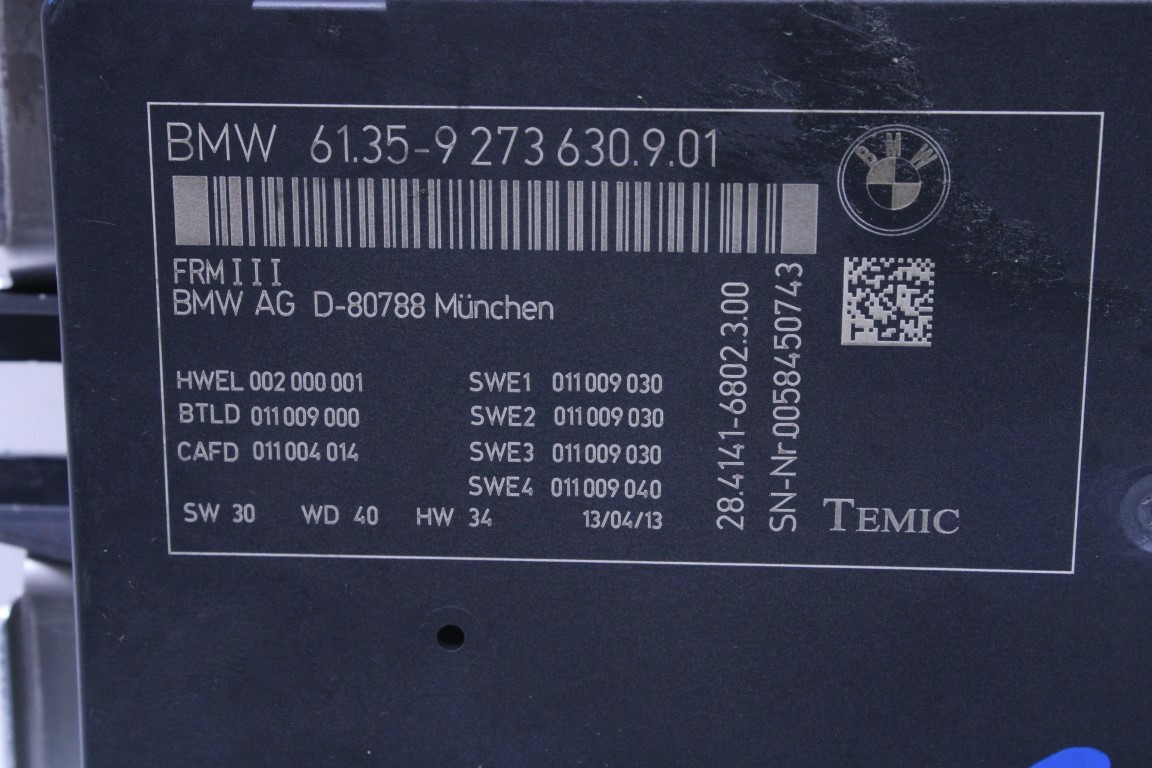 BMW 61.35-9 273 630.9.01
BMW
FRM III
BMW AG D-80788 München
HWEL 002 000 001
BTLD 011 009 000
CAFD 011 004 014
SWE1 011 009 030
SWE2 011 009 030
SWE3 011 009 030
SWE4 011 009 040
SW 30 WD 40 HW 34 13/04/13
28.4141-6802.3.00
SN-Nr.0058450743
TEMIC